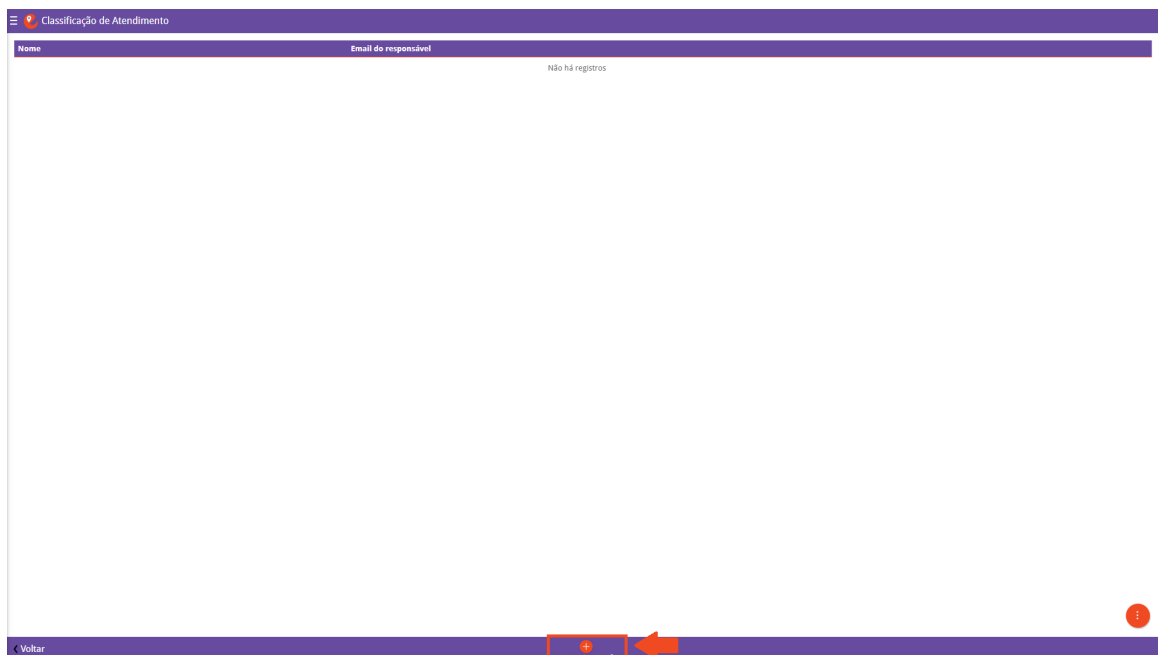 Classificação de Atendimento
Nome Email do responsável
Não há registros
Voltar